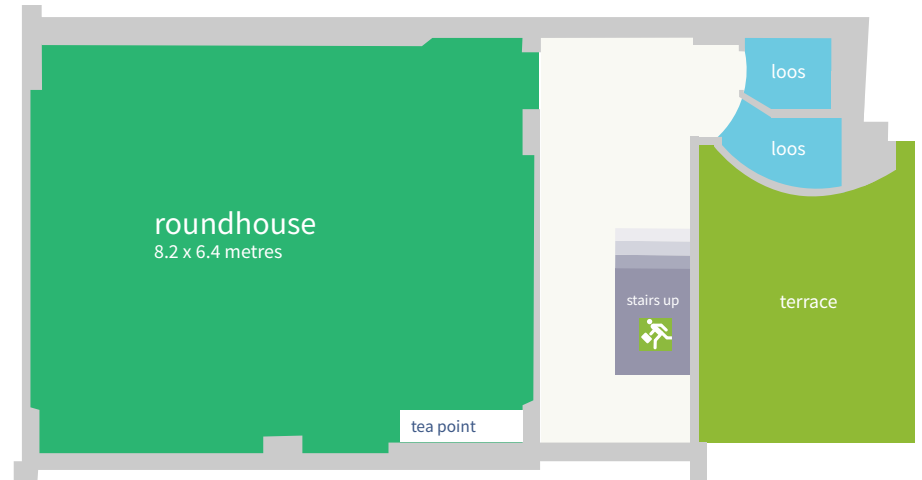 loos
loos
roundhouse
8.2 x 6.4 metres
stairs up
terrace
tea point